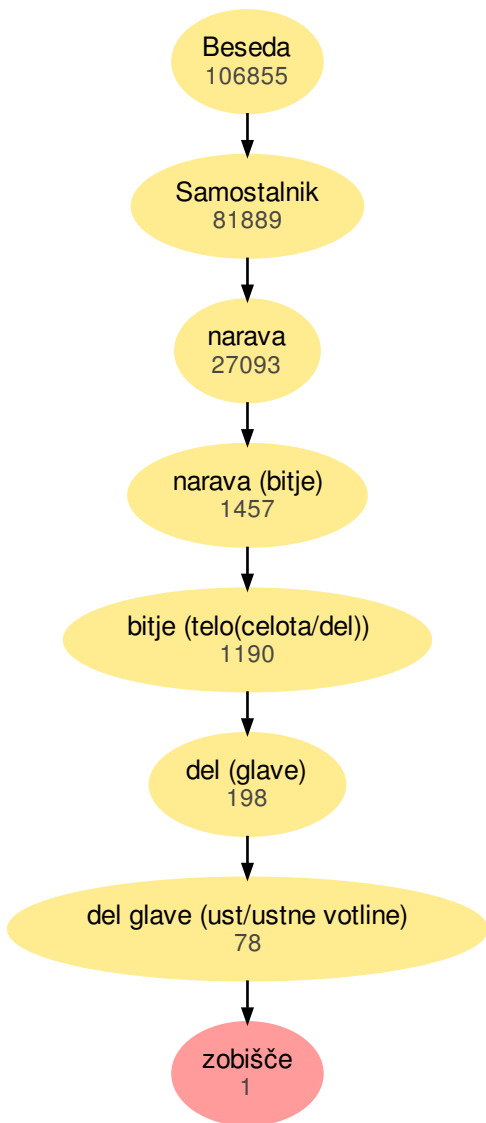 Beseda
106855
Samostalnik
81889
narava
27093
narava (bitje)
1457
bitje (telo(celota/del))
1190
del (glave)
198
del glave (ust/ustne votline)
78
zobišče
1